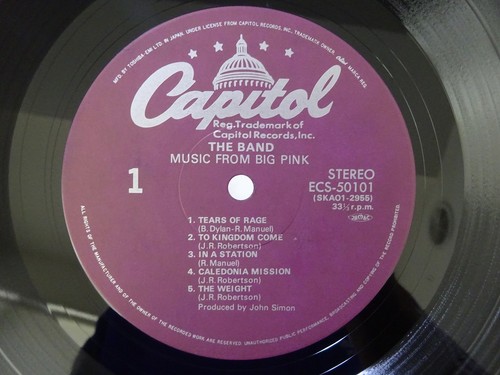 MFD. BY TOSHIBA EMI LTD. IN JAPAN. UNDER LICENSE FROM CAPITOL RECORDS, INC., TRADEMARK OWNER. Capitol MARCA REG.
Capitol
Reg. Trademark of
Capitol Records, Inc.
THE BAND
MUSIC FROM BIG PINK
1
STEREO
ECS-50101
(SKAO1-2955)
33⅓ r.p.m.
1. TEARS OF RAGE
(B. Dylan-R. Manuel)
2. TO KINGDOM COME
(J.R. Robertson)
3. IN A STATION
(R. Manuel)
4. CALEDONIA MISSION
(J.R. Robertson)
5. THE WEIGHT
(J.R. Robertson)
Produced by John Simon
ALL RIGHTS OF THE MANUFACTURER AND OF THE OWNER OF THE RECORDED WORK ARE RESERVED. UNAUTHORIZED PUBLIC PERFORMANCE, BROADCASTING AND COPYING OF THE RECORD PROHIBITED.